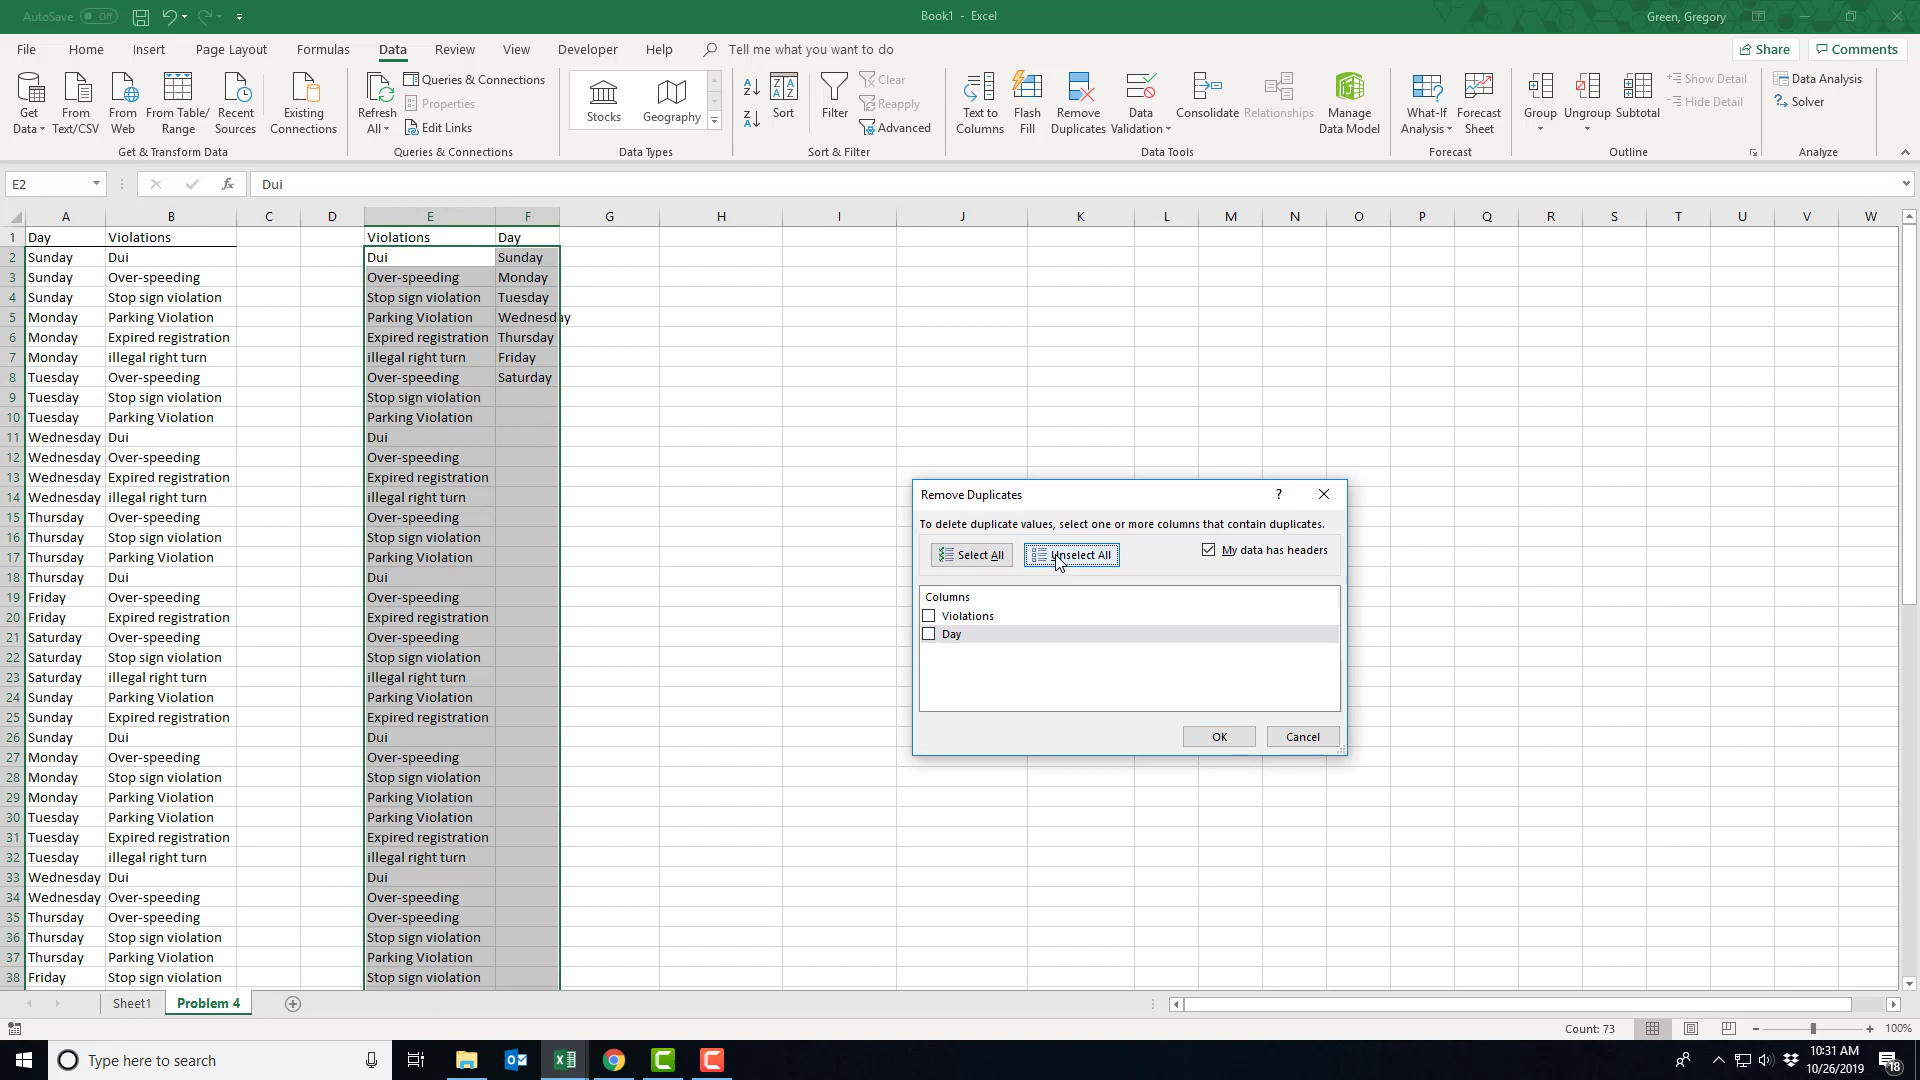 AutoSave Off
Book1 - Excel
Green, Gregory
File Home Insert Page Layout Formulas Data Review View Developer Help Tell me what you want to do
Share Comments
Get Data
From Text/CSV
From Web
From Table/ Range
Recent Sources
Existing Connections
Get & Transform Data
Refresh All
Queries & Connections
Properties
Edit Links
Queries & Connections
Stocks
Geography
Data Types
Sort
Filter
Clear
Reapply
Advanced
Sort & Filter
Text to Columns
Flash Fill
Remove Duplicates
Data Validation
Consolidate
Relationships
Manage Data Model
Data Tools
What-If Analysis
Forecast Sheet
Forecast
Group
Ungroup
Subtotal
Show Detail
Hide Detail
Outline
Data Analysis
Solver
Analyze
E2 fx Dui
A B C D E F G H I J K L M N O P Q R S T U V W
1 Day Violations Violations Day
2 Sunday Dui Dui Sunday
3 Sunday Over-speeding Over-speeding Monday
4 Sunday Stop sign violation Stop sign violation Tuesday
5 Monday Parking Violation Parking Violation Wednesday
6 Monday Expired registration Expired registration Thursday
7 Monday illegal right turn illegal right turn Friday
8 Tuesday Over-speeding Over-speeding Saturday
9 Tuesday Stop sign violation Stop sign violation
10 Tuesday Parking Violation Parking Violation
11 Wednesday Dui Dui
12 Wednesday Over-speeding Over-speeding
13 Wednesday Expired registration Expired registration
14 Wednesday illegal right turn illegal right turn
15 Thursday Over-speeding Over-speeding
16 Thursday Stop sign violation Stop sign violation
17 Thursday Parking Violation Parking Violation
18 Thursday Dui Dui
19 Friday Over-speeding Over-speeding
20 Friday Expired registration Expired registration
21 Saturday Over-speeding Over-speeding
22 Saturday Stop sign violation Stop sign violation
23 Saturday illegal right turn illegal right turn
24 Sunday Parking Violation Parking Violation
25 Sunday Expired registration Expired registration
26 Sunday Dui Dui
27 Monday Over-speeding Over-speeding
28 Monday Stop sign violation Stop sign violation
29 Monday Parking Violation Parking Violation
30 Tuesday Parking Violation Parking Violation
31 Tuesday Expired registration Expired registration
32 Tuesday illegal right turn illegal right turn
33 Wednesday Dui Dui
34 Wednesday Over-speeding Over-speeding
35 Thursday Over-speeding Over-speeding
36 Thursday Stop sign violation Stop sign violation
37 Thursday Parking Violation Parking Violation
38 Friday Stop sign violation Stop sign violation
Remove Duplicates ?
To delete duplicate values, select one or more columns that contain duplicates.
Select All Unselect All My data has headers
Columns
Violations
Day
OK Cancel
Sheet1 Problem 4
Count: 73 100%
Type here to search
10:31 AM
10/26/2019
18